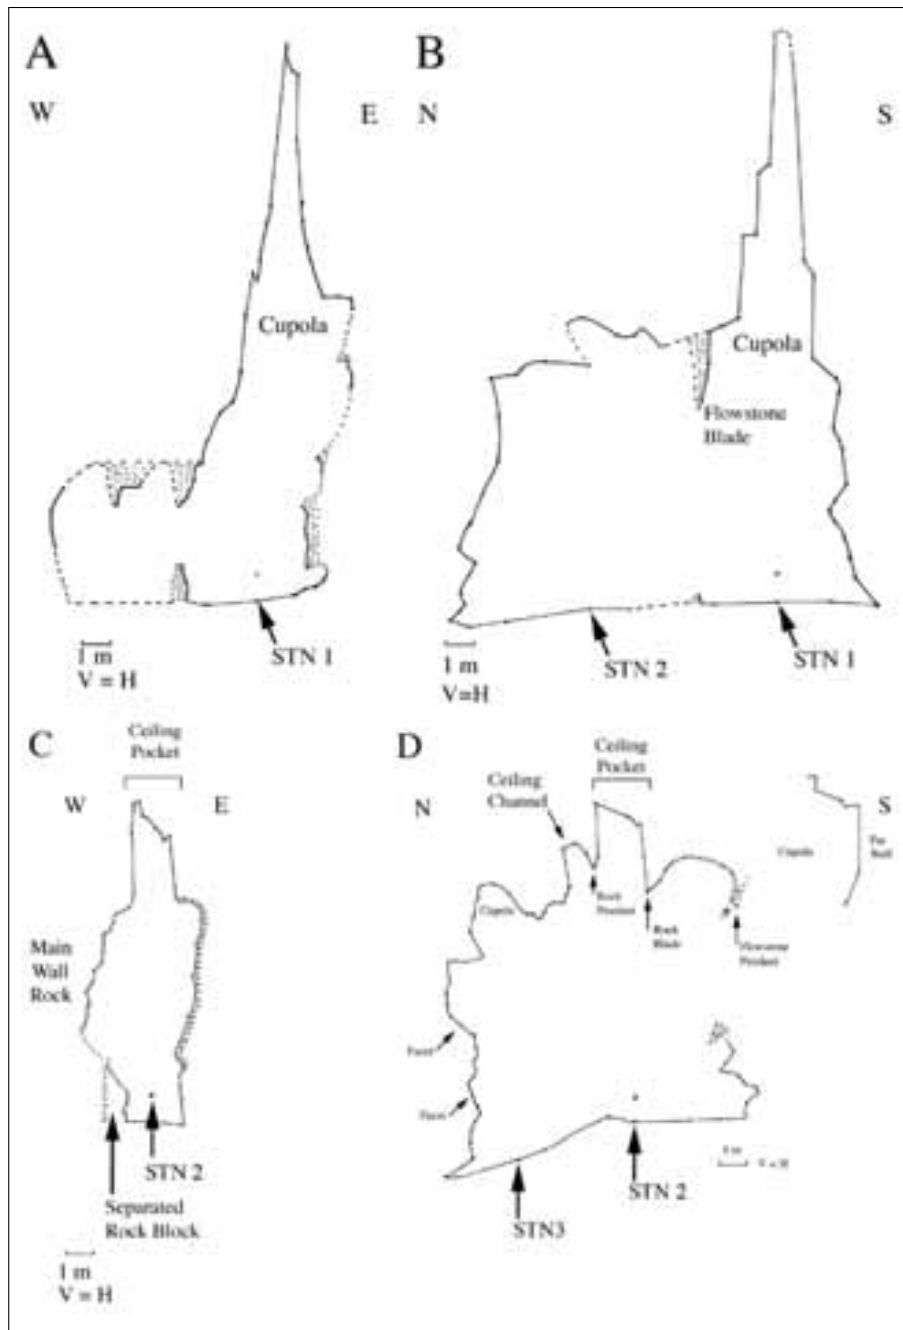 A
W
E
Cupola
STN 1
1 m
V = H
B
N
S
Cupola
Flowstone
Blade
STN 2
STN 1
1 m
V=H
C
Ceiling
Pocket
W
E
Main
Wall
Rock
STN 2
Separated
Rock Block
1 m
V = H
D
N
Ceiling
Channel
Ceiling
Pocket
S
Cupola
Wall
Cupola
Rock
Pendant
Rock
Blade
Flowstone
Pendant
Facet
Facet
STN 2
STN3
1 m
V = H